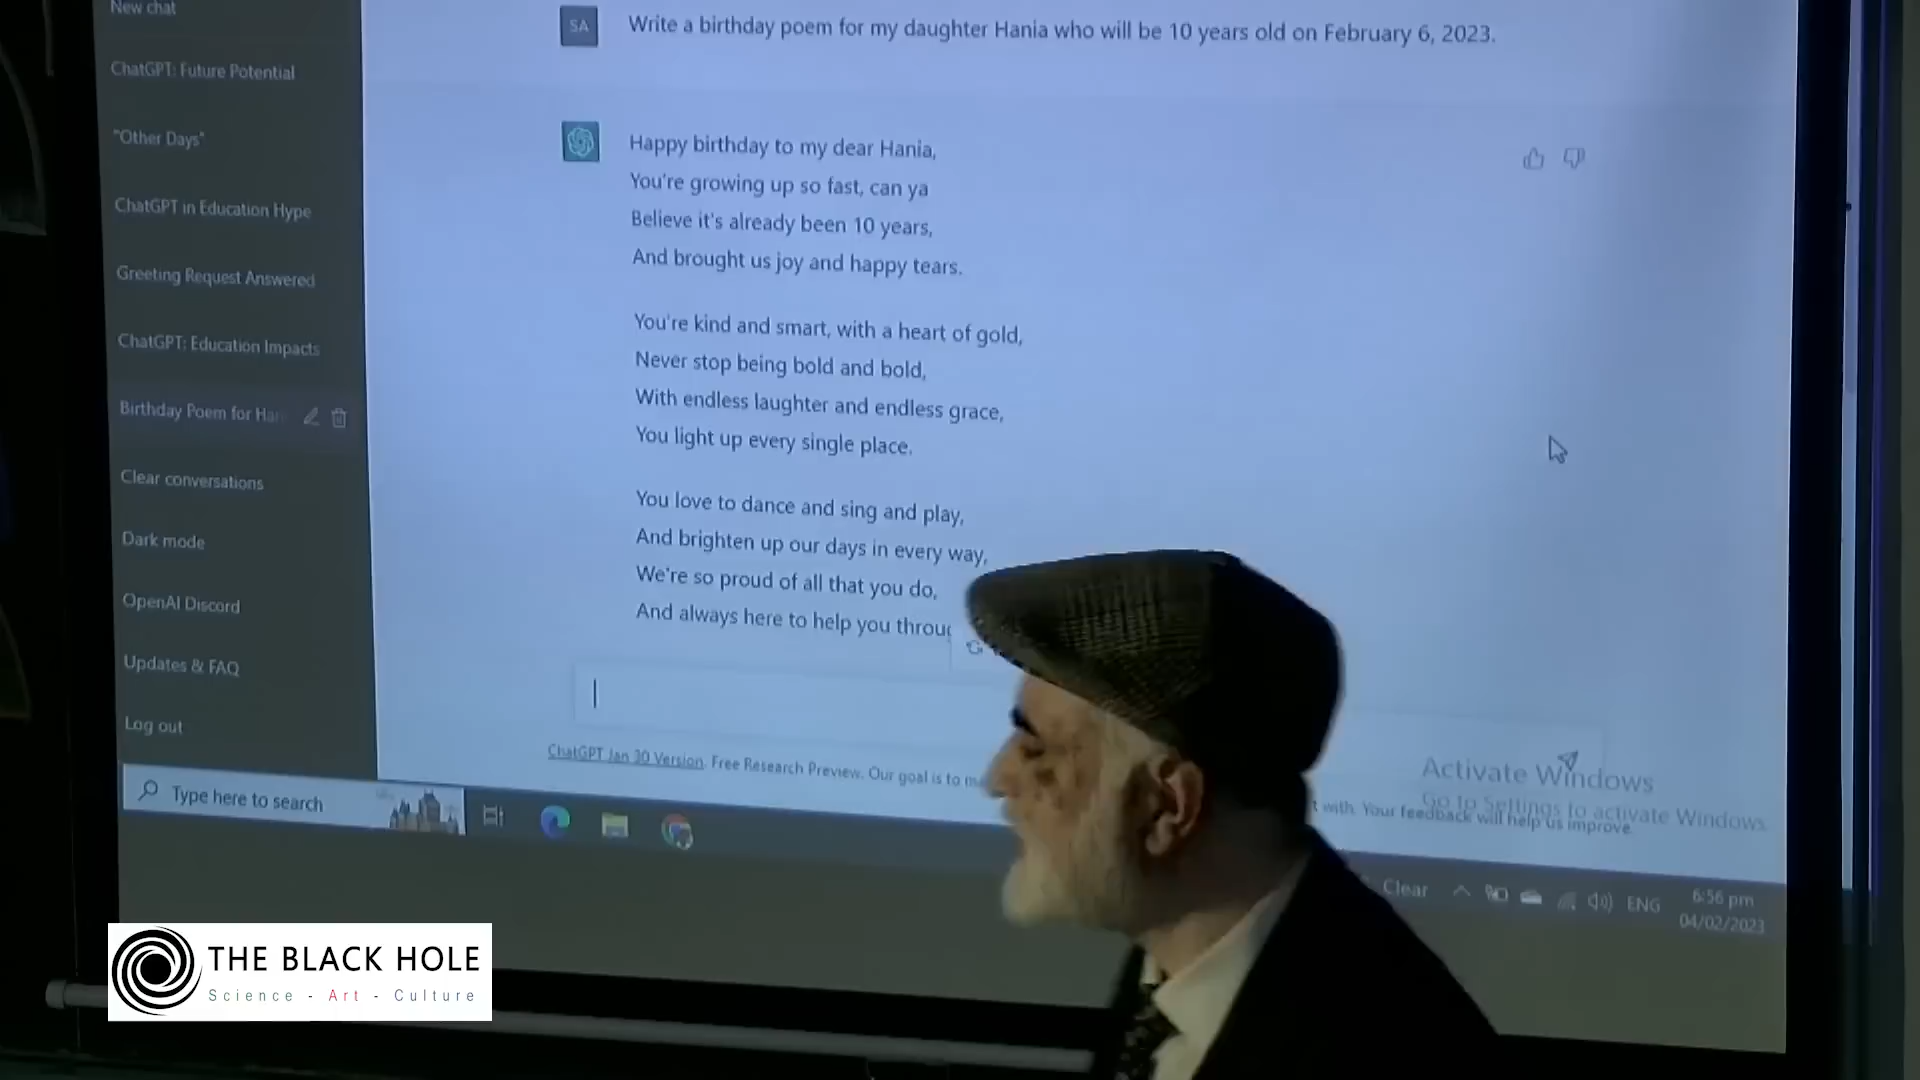 New chat
ChatGPT: Future Potential
"Other Days"
ChatGPT in Education Hype
Greeting Request Answered
ChatGPT: Education Impacts
Birthday Poem for Han
Clear conversations
Dark mode
OpenAI Discord
Updates & FAQ
Log out
SA
Write a birthday poem for my daughter Hania who will be 10 years old on February 6, 2023.
Happy birthday to my dear Hania,
You're growing up so fast, can ya
Believe it's already been 10 years,
And brought us joy and happy tears.
You're kind and smart, with a heart of gold,
Never stop being bold and bold,
With endless laughter and endless grace,
You light up every single place.
You love to dance and sing and play,
And brighten up our days in every way,
We're so proud of all that you do,
And always here to help you throug
ChatGPT Jan 30 Version. Free Research Preview. Our goal is to m
t with. Your feedback will help us improve.
Activate Windows
Go to Settings to activate Windows.
Type here to search
Clear
ENG
6:56 pm
04/02/2023
THE BLACK HOLE
Science - Art - Culture